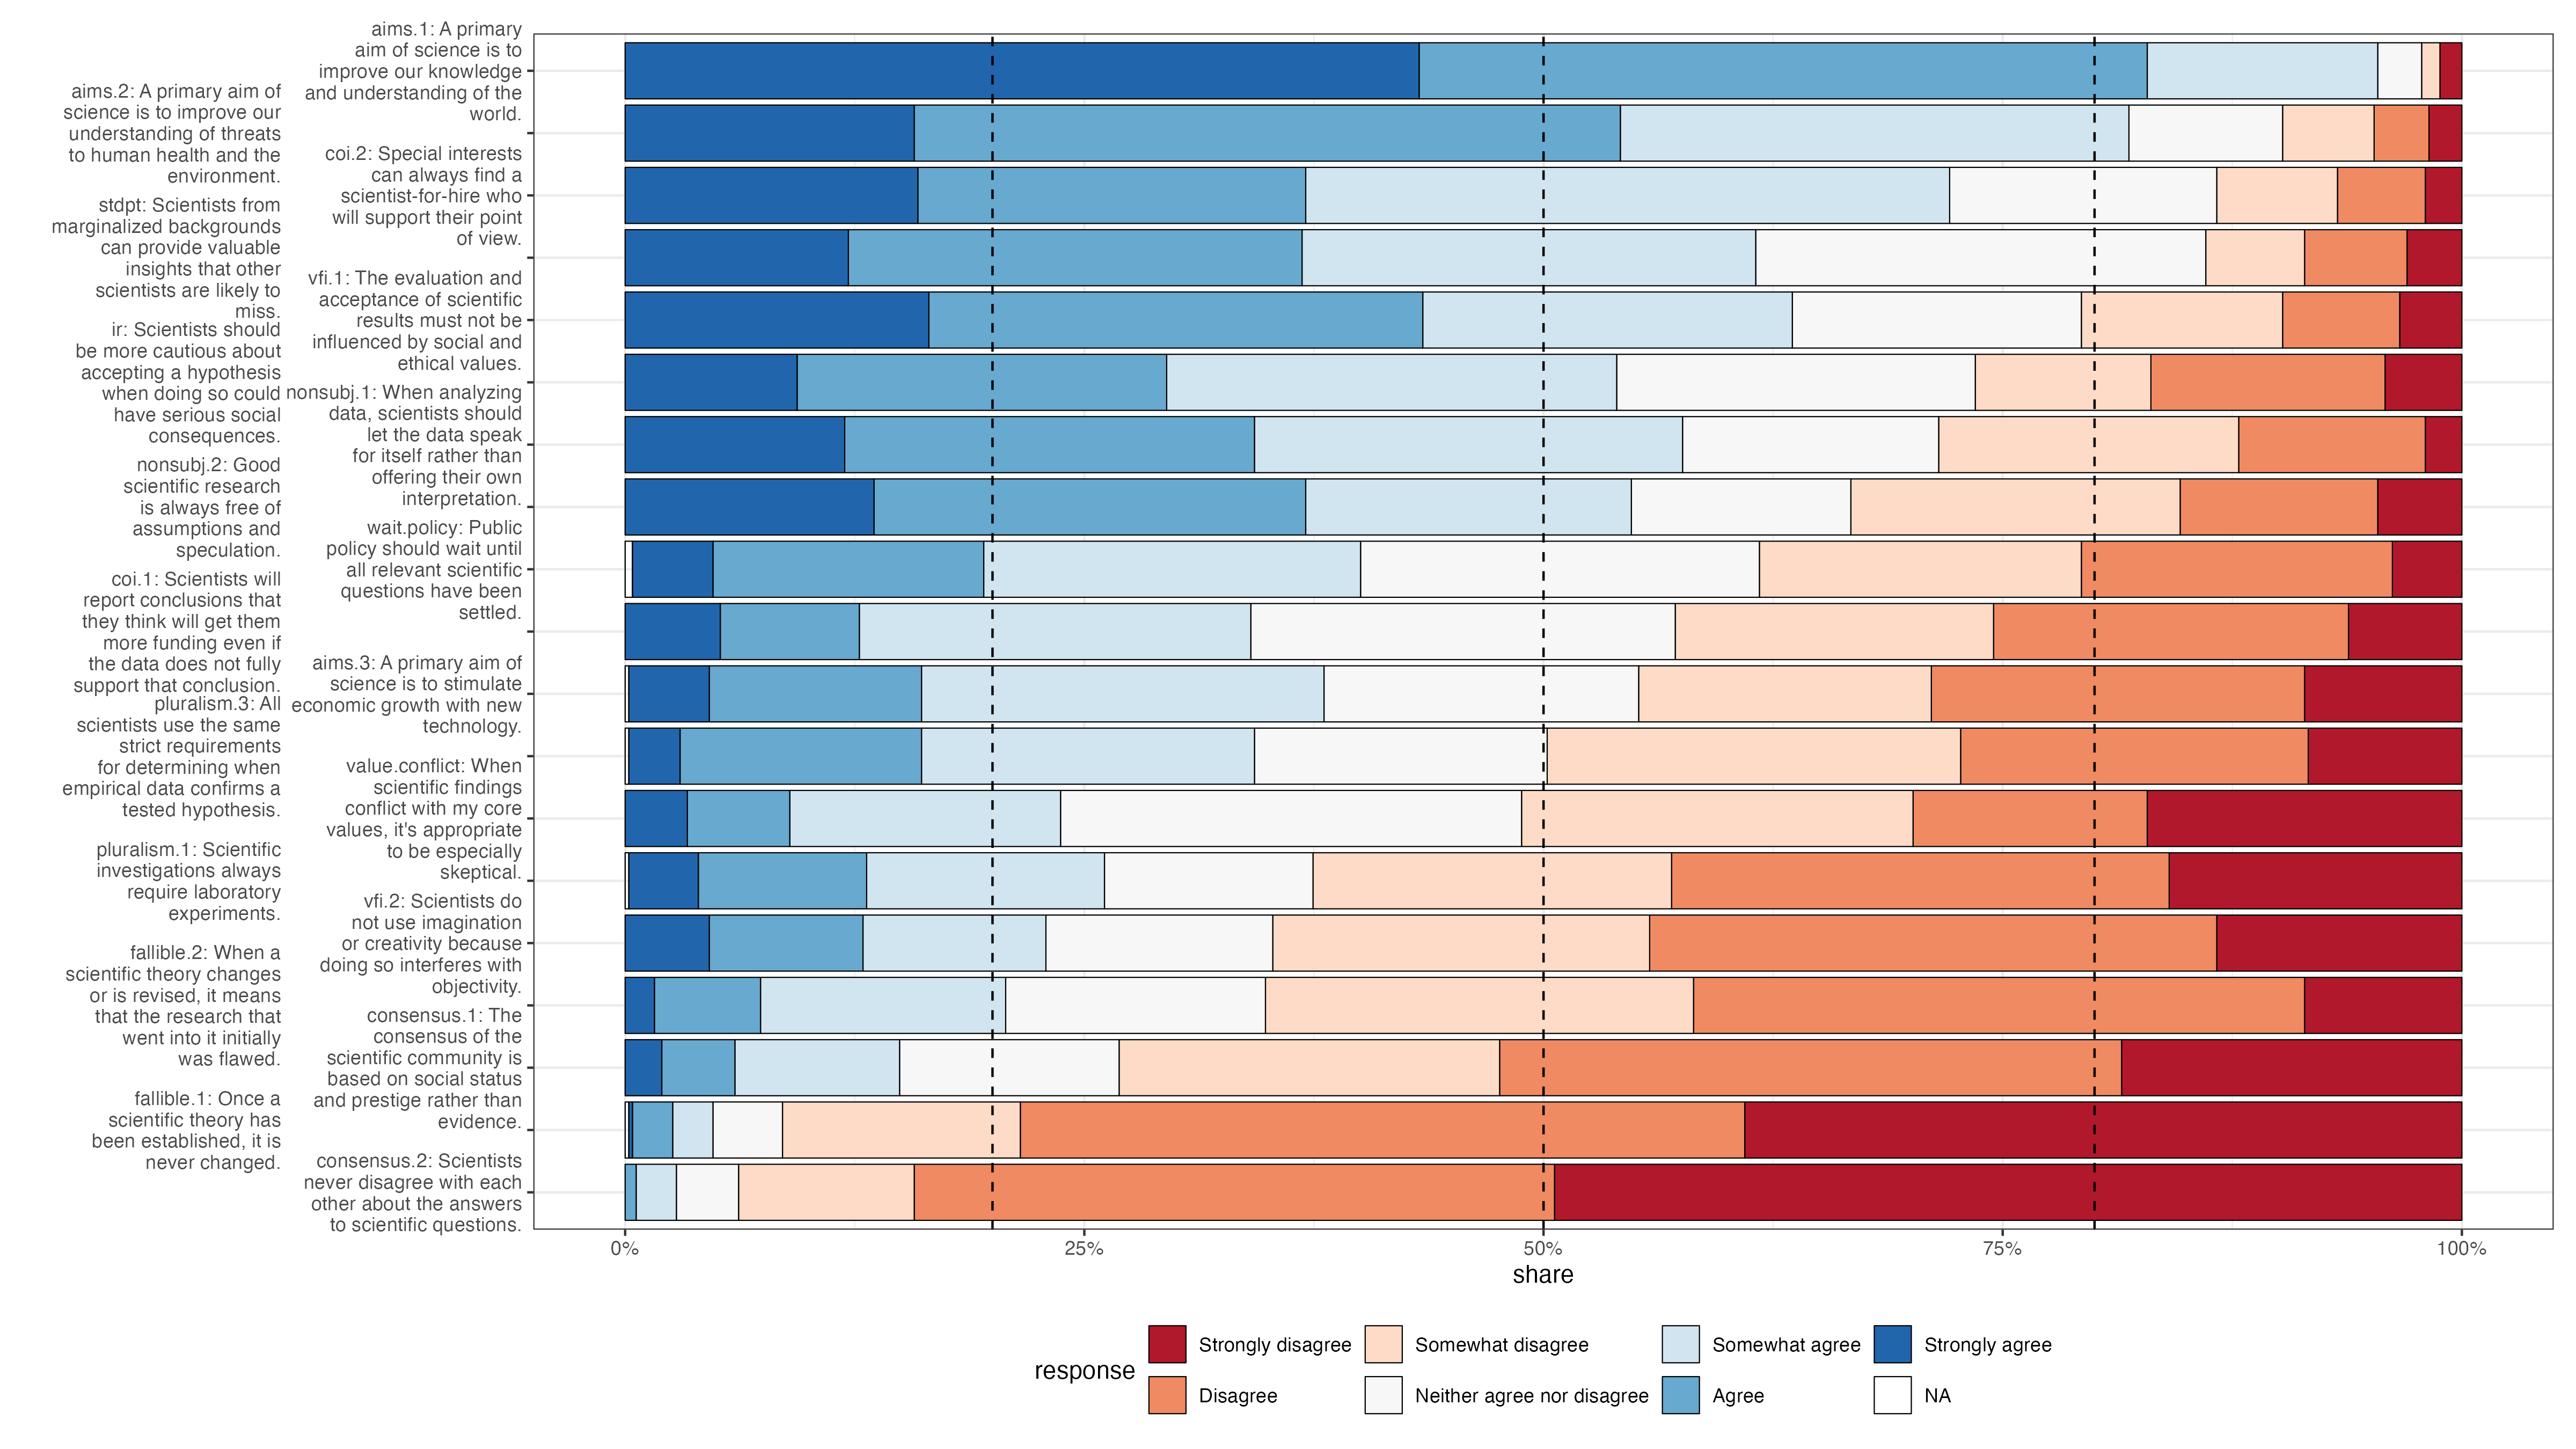 aims.1: A primary
aim of science is to
improve our knowledge
and understanding of the
world.
aims.2: A primary aim of
science is to improve our
understanding of threats
to human health and the
environment.
coi.2: Special interests
can always find a
scientist-for-hire who
will support their point
of view.
stdpt: Scientists from
marginalized backgrounds
can provide valuable
insights that other
scientists are likely to
miss.
vfi.1: The evaluation and
acceptance of scientific
results must not be
influenced by social and
ethical values.
ir: Scientists should
be more cautious about
accepting a hypothesis
when doing so could
have serious social
consequences.
nonsubj.1: When analyzing
data, scientists should
let the data speak
for itself rather than
offering their own
interpretation.
nonsubj.2: Good
scientific research
is always free of
assumptions and
speculation.
wait.policy: Public
policy should wait until
all relevant scientific
questions have been
settled.
coi.1: Scientists will
report conclusions that
they think will get them
more funding even if
the data does not fully
support that conclusion.
aims.3: A primary aim of
science is to stimulate
economic growth with new
technology.
pluralism.3: All
scientists use the same
strict requirements
for determining when
empirical data confirms a
tested hypothesis.
value.conflict: When
scientific findings
conflict with my core
values, it's appropriate
to be especially
skeptical.
pluralism.1: Scientific
investigations always
require laboratory
experiments.
vfi.2: Scientists do
not use imagination
or creativity because
doing so interferes with
objectivity.
fallible.2: When a
scientific theory changes
or is revised, it means
that the research that
went into it initially
was flawed.
consensus.1: The
consensus of the
scientific community is
based on social status
and prestige rather than
evidence.
fallible.1: Once a
scientific theory has
been established, it is
never changed.
consensus.2: Scientists
never disagree with each
other about the answers
to scientific questions.
0% 25% 50% 75% 100%
share
response
Strongly disagree Somewhat disagree Somewhat agree Strongly agree
Disagree Neither agree nor disagree Agree NA